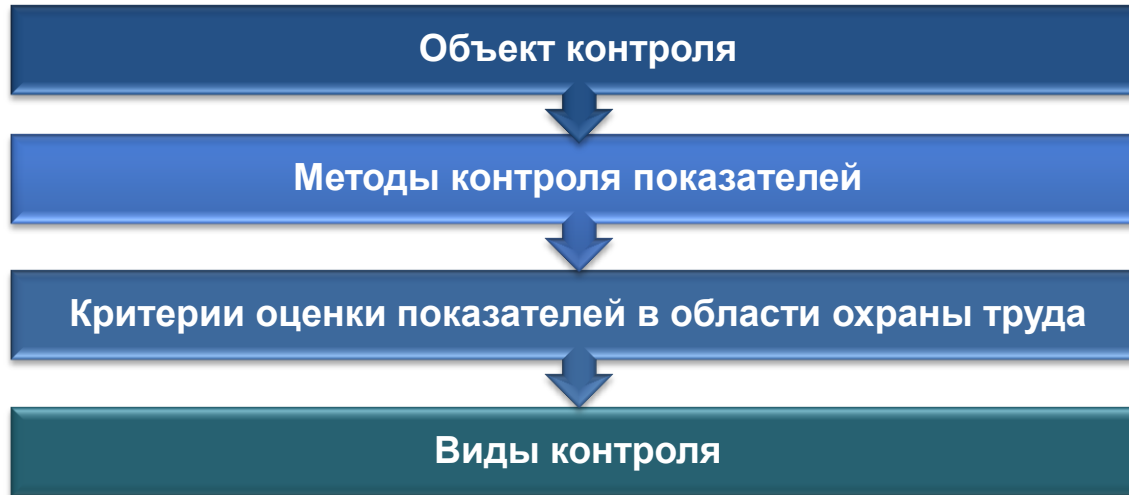 Объект контроля
Методы контроля показателей
Критерии оценки показателей в области охраны труда
Виды контроля